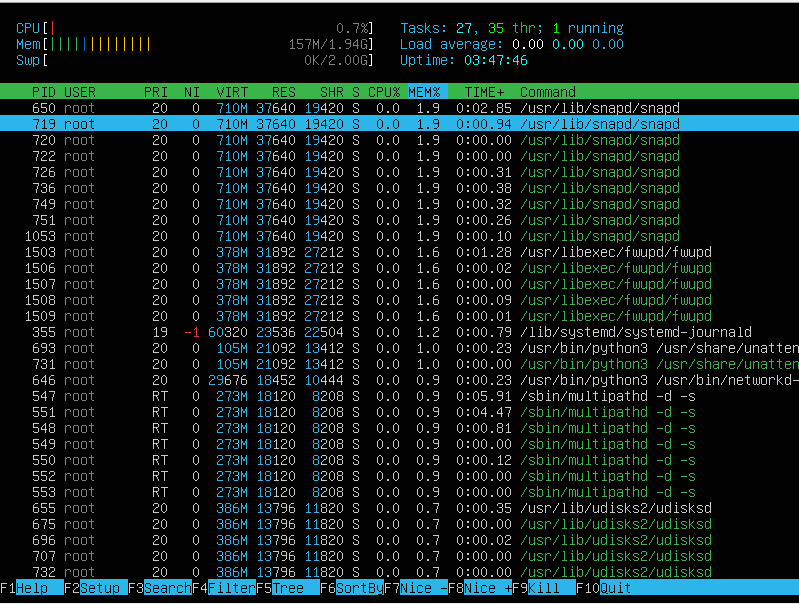 CPU[| 0.7%] Tasks: 27, 35 thr; 1 running
Mem[||||||||||||| 157M/1.94G] Load average: 0.00 0.00 0.00
Swp[ 0K/2.00G] Uptime: 03:47:46
PID USER PRI NI VIRT RES SHR S CPU% MEM% TIME+ Command
650 root 20 0 710M 37640 19420 S 0.0 1.9 0:02.85 /usr/lib/snapd/snapd
719 root 20 0 710M 37640 19420 S 0.0 1.9 0:00.94 /usr/lib/snapd/snapd
720 root 20 0 710M 37640 19420 S 0.0 1.9 0:00.00 /usr/lib/snapd/snapd
722 root 20 0 710M 37640 19420 S 0.0 1.9 0:00.00 /usr/lib/snapd/snapd
726 root 20 0 710M 37640 19420 S 0.0 1.9 0:00.31 /usr/lib/snapd/snapd
736 root 20 0 710M 37640 19420 S 0.0 1.9 0:00.38 /usr/lib/snapd/snapd
749 root 20 0 710M 37640 19420 S 0.0 1.9 0:00.32 /usr/lib/snapd/snapd
751 root 20 0 710M 37640 19420 S 0.0 1.9 0:00.26 /usr/lib/snapd/snapd
1053 root 20 0 710M 37640 19420 S 0.0 1.9 0:00.10 /usr/lib/snapd/snapd
1503 root 20 0 378M 31892 27212 S 0.0 1.6 0:01.28 /usr/libexec/fwupd/fwupd
1506 root 20 0 378M 31892 27212 S 0.0 1.6 0:00.02 /usr/libexec/fwupd/fwupd
1507 root 20 0 378M 31892 27212 S 0.0 1.6 0:00.00 /usr/libexec/fwupd/fwupd
1508 root 20 0 378M 31892 27212 S 0.0 1.6 0:00.09 /usr/libexec/fwupd/fwupd
1509 root 20 0 378M 31892 27212 S 0.0 1.6 0:00.01 /usr/libexec/fwupd/fwupd
355 root 19 -1 60320 23536 22504 S 0.0 1.2 0:00.79 /lib/systemd/systemd-journald
693 root 20 0 105M 21092 13412 S 0.0 1.0 0:00.23 /usr/bin/python3 /usr/share/unatten
731 root 20 0 105M 21092 13412 S 0.0 1.0 0:00.00 /usr/bin/python3 /usr/share/unatten
646 root 20 0 29676 18452 10444 S 0.0 0.9 0:00.23 /usr/bin/python3 /usr/bin/networkd-
547 root RT 0 273M 18120 8208 S 0.0 0.9 0:05.91 /sbin/multipathd -d -s
551 root RT 0 273M 18120 8208 S 0.0 0.9 0:04.47 /sbin/multipathd -d -s
548 root RT 0 273M 18120 8208 S 0.0 0.9 0:00.81 /sbin/multipathd -d -s
549 root RT 0 273M 18120 8208 S 0.0 0.9 0:00.00 /sbin/multipathd -d -s
550 root RT 0 273M 18120 8208 S 0.0 0.9 0:00.12 /sbin/multipathd -d -s
552 root RT 0 273M 18120 8208 S 0.0 0.9 0:00.00 /sbin/multipathd -d -s
553 root RT 0 273M 18120 8208 S 0.0 0.9 0:00.00 /sbin/multipathd -d -s
655 root 20 0 386M 13796 11820 S 0.0 0.7 0:00.35 /usr/lib/udisks2/udisksd
675 root 20 0 386M 13796 11820 S 0.0 0.7 0:00.00 /usr/lib/udisks2/udisksd
696 root 20 0 386M 13796 11820 S 0.0 0.7 0:00.02 /usr/lib/udisks2/udisksd
707 root 20 0 386M 13796 11820 S 0.0 0.7 0:00.00 /usr/lib/udisks2/udisksd
732 root 20 0 386M 13796 11820 S 0.0 0.7 0:00.00 /usr/lib/udisks2/udisksd
F1Help F2Setup F3SearchF4FilterF5Tree F6SortByF7Nice -F8Nice +F9Kill F10Quit